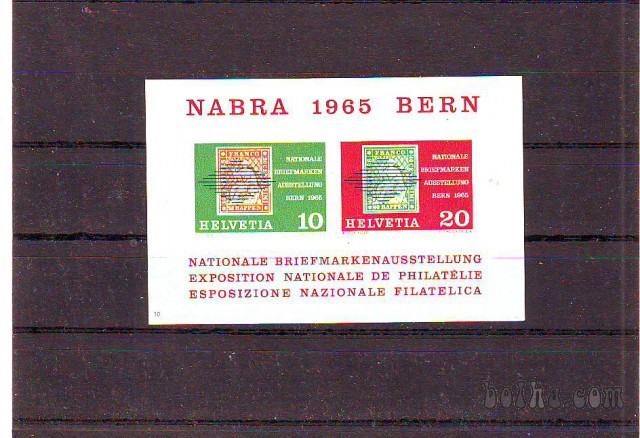 NABRA 1965 BERN
FRANCO
NATIONALE
BRIEFMARKEN
AUSSTELLUNG
BERN 1965
RAPPEN
HELVETIA 10
FRANCO
NATIONALE
BRIEFMARKEN
AUSSTELLUNG
BERN 1965
RAPPEN
HELVETIA 20
NATIONALE BRIEFMARKENAUSSTELLUNG
EXPOSITION NATIONALE DE PHILATÉLIE
ESPOSIZIONE NAZIONALE FILATELICA
10
bolha.com